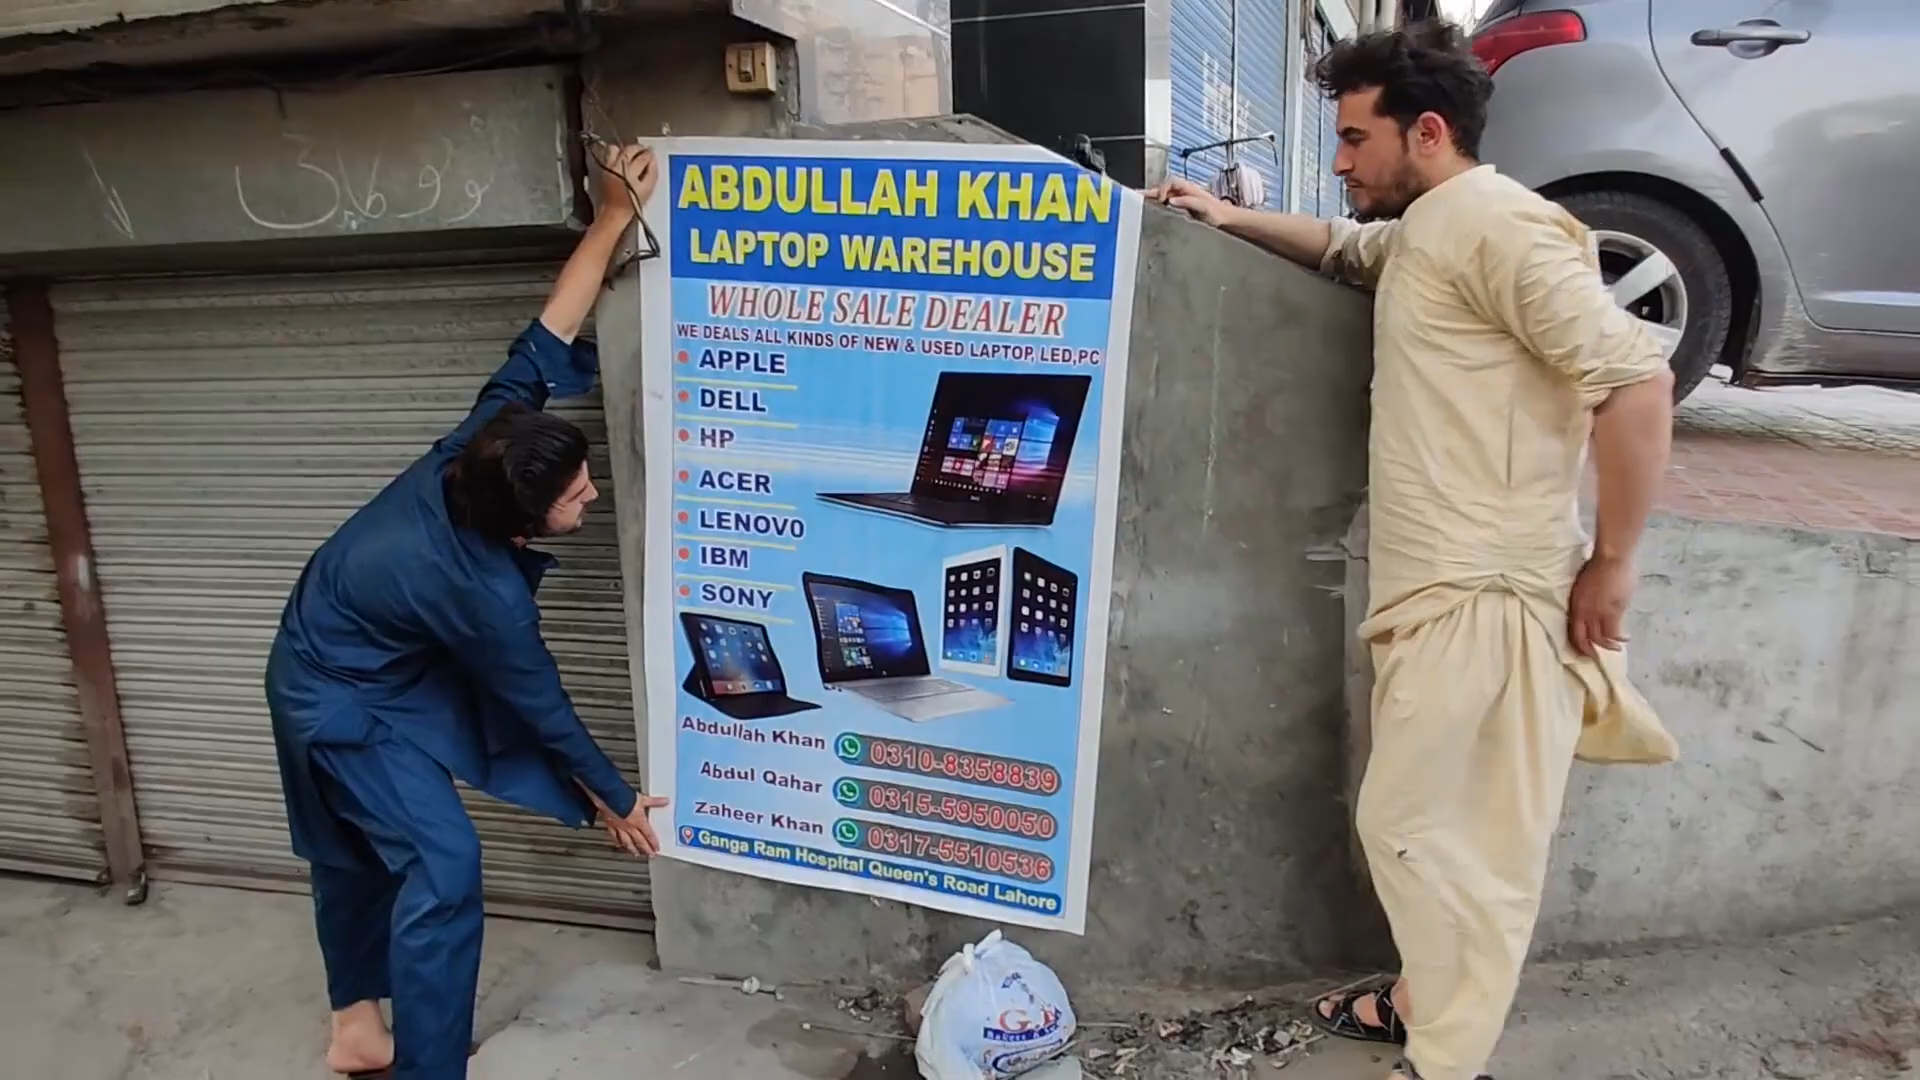 ABDULLAH KHAN
LAPTOP WAREHOUSE
WHOLE SALE DEALER
WE DEALS ALL KINDS OF NEW & USED LAPTOP, LED,PC
APPLE
DELL
HP
ACER
LENOVO
IBM
SONY
Abdullah Khan 0310-8358839
Abdul Qahar 0315-5950050
Zaheer Khan 0317-5510536
Ganga Ram Hospital Queen's Road Lahore